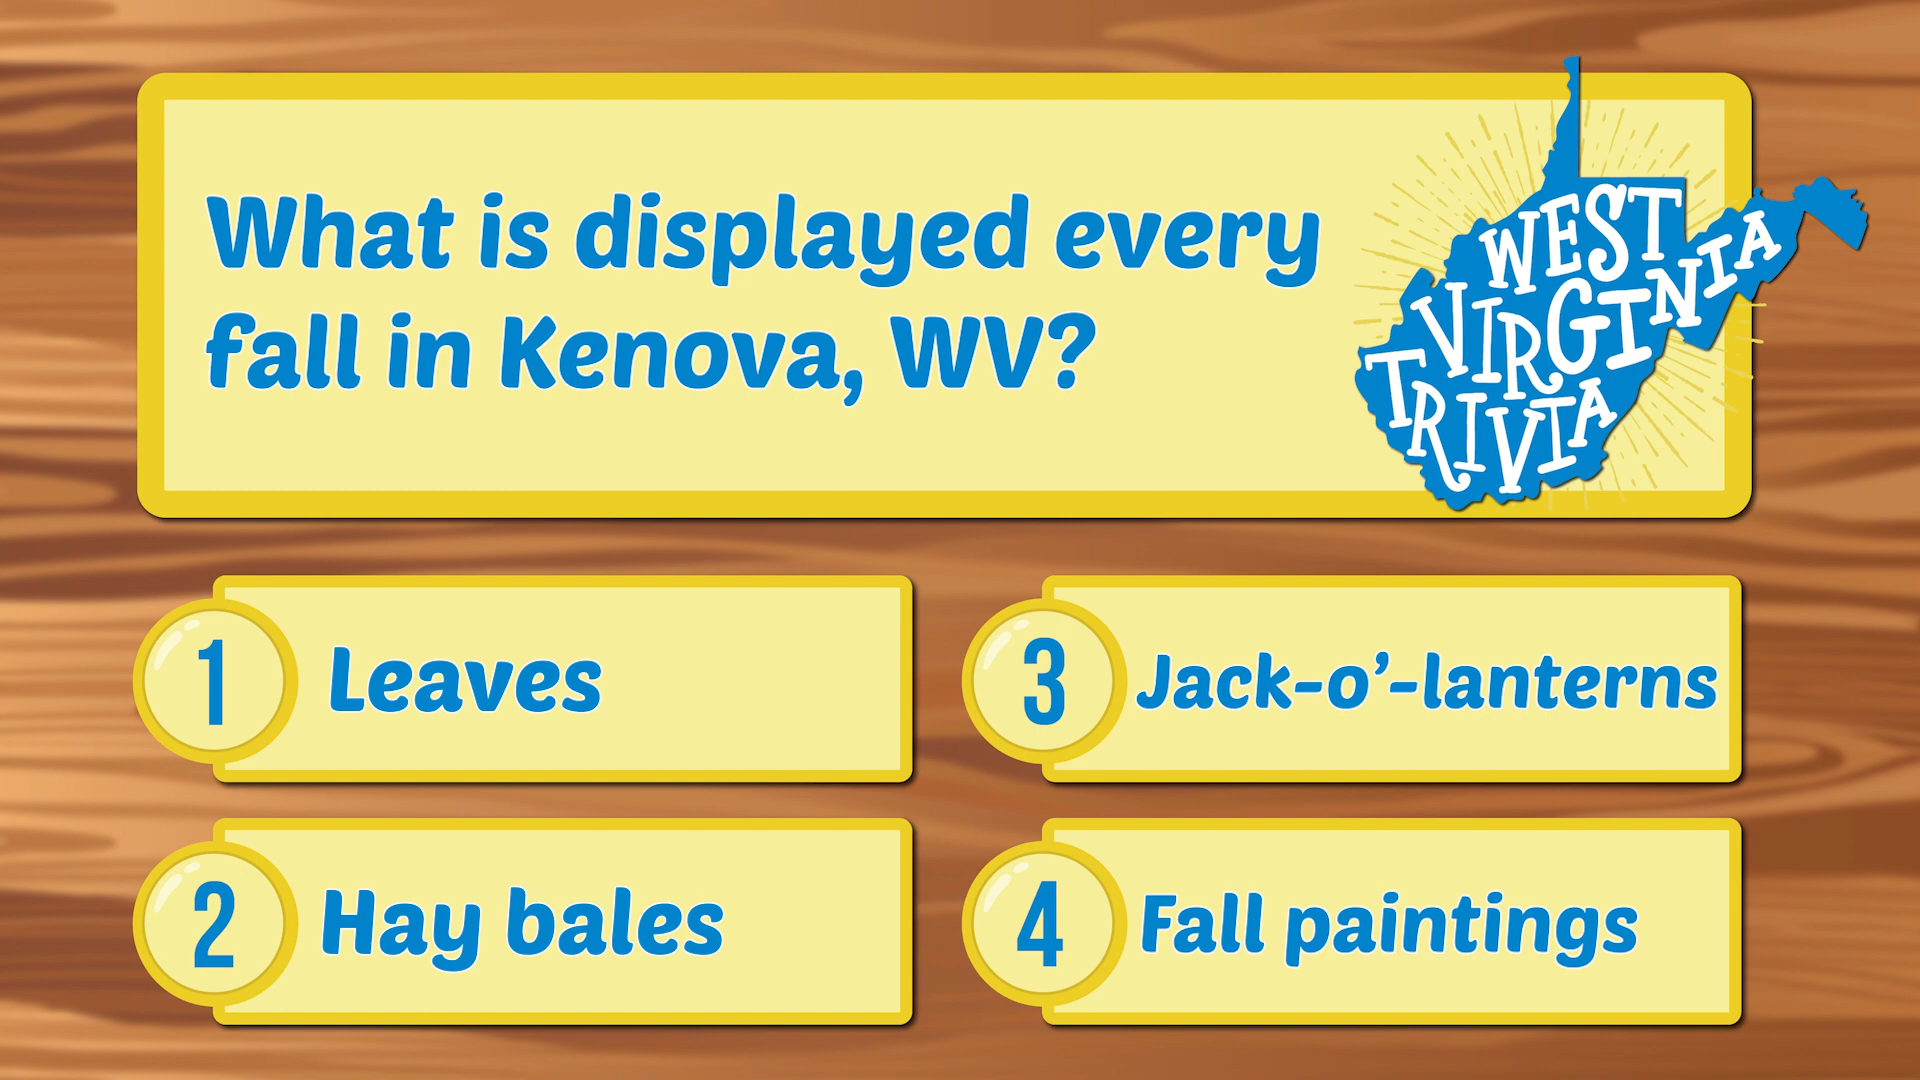 What is displayed every
fall in Kenova, WV?
WEST
VIRGINIA
TRIVIA
1 Leaves
3 Jack-o’-lanterns
2 Hay bales
4 Fall paintings